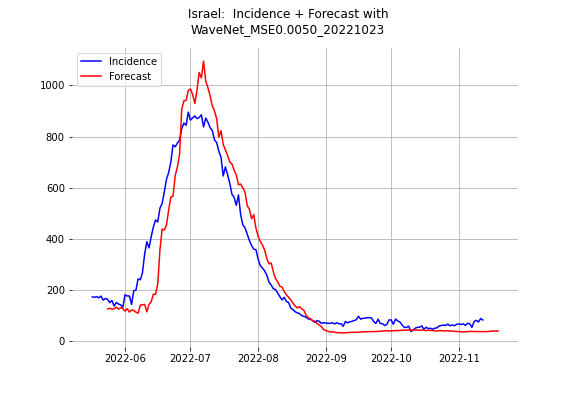 Israel:  Incidence + Forecast with
WaveNet_MSE0.0050_20221023
Incidence
Forecast
1000
800
600
400
200
0
2022-06 2022-07 2022-08 2022-09 2022-10 2022-11